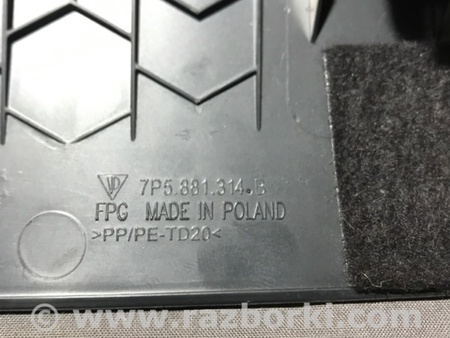 7P5.881.314.B
FPG MADE IN POLAND
>PP/PE-TD20<
© www.razborki.com